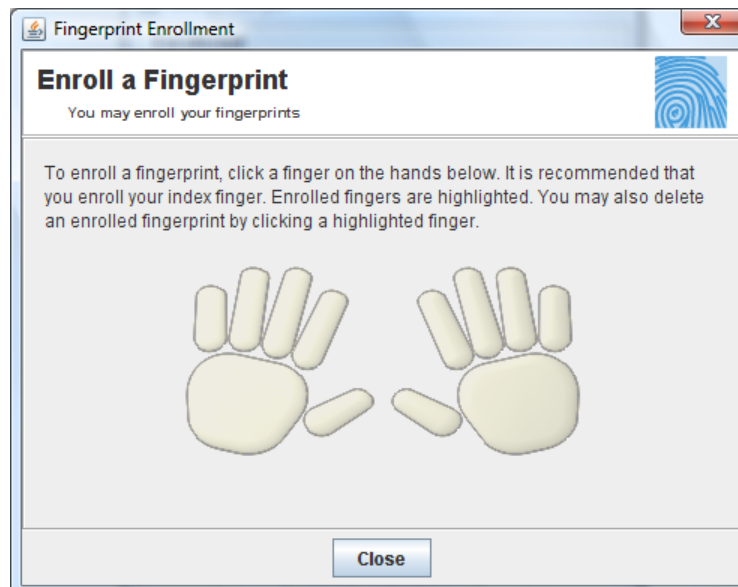 Fingerprint Enrollment
Enroll a Fingerprint
You may enroll your fingerprints
To enroll a fingerprint, click a finger on the hands below. It is recommended that
you enroll your index finger. Enrolled fingers are highlighted. You may also delete
an enrolled fingerprint by clicking a highlighted finger.
Close